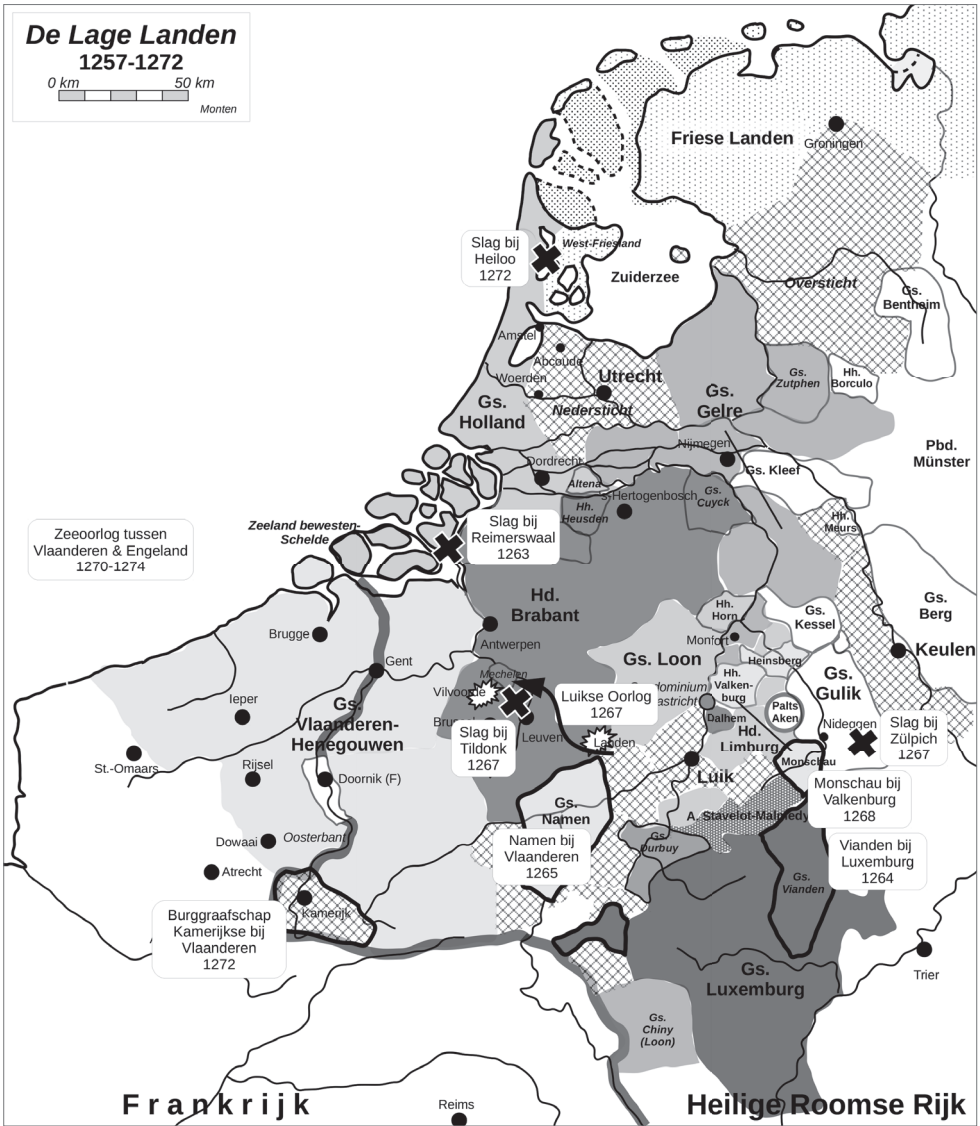 De Lage Landen
1257-1272
0 km
50 km
Monten
Friese Landen
Groningen
West-Friesland
Slag bij
Heiloo
1272
Zuiderzee
Oversticht
Gs.
Bentheim
Amstel
Abcoude
Woerden
Utrecht
Gs.
Holland
Nedersticht
Gs.
Gelre
Gs.
Zutphen
Hh.
Borculo
Pbd.
Münster
Nijmegen
Gs. Kleef
Dordrecht
Altena
Hh.
Heusden
's-Hertogenbosch
Gs.
Cuyck
Hh.
Meurs
Zeeland bewesten-
Schelde
Slag bij
Reimerswaal
1263
Zeeoorlog tussen
Vlaanderen & Engeland
1270-1274
Hd.
Brabant
Antwerpen
Hh.
Horn
Gs.
Kessel
Gs.
Berg
Monfort
Keulen
Brugge
Gent
Gs. Loon
Heinsberg
Mechelen
Vilvoorde
Hh.
Valken-
burg
Gs.
Gulik
Ieper
Gs.
Vlaanderen-
Henegouwen
Luikse Oorlog
1267
Palts
Aken
Dalhem
Nideggen
Slag bij
Zülpich
1267
Slag bij
Tildonk
1267
Leuven
Landen
Hd.
Limburg
St.-Omaars
Rijsel
Doornik (F)
Luik
Monschau
Monschau bij
Valkenburg
1268
Gs.
Namen
A. Stavelot-Malmedy
Dowaai
Oosterbant
Gs.
Durbuy
Namen bij
Vlaanderen
1265
Vianden bij
Luxemburg
1264
Atrecht
Gs.
Vianden
Kamerijk
Burggraafschap
Kamerijkse bij
Vlaanderen
1272
Trier
Gs.
Luxemburg
Gs.
Chiny
(Loon)
Frankrijk
Reims
Heilige Roomse Rijk